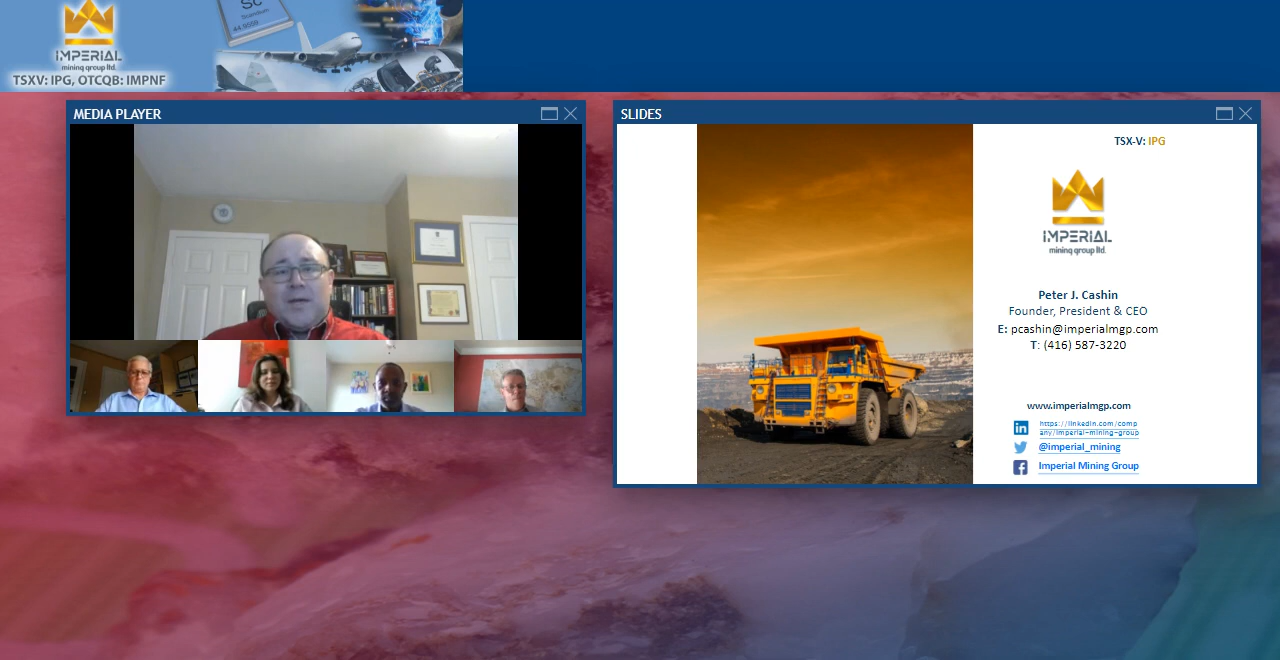 Sc
Scandium
44.9559
IMPERIAL
mining group ltd.
TSXV: IPG, OTCQB: IMPNF
MEDIA PLAYER
SLIDES
TSX-V: IPG
IMPERIAL
mining group ltd.
Peter J. Cashin
Founder, President & CEO
E: pcashin@imperialmgp.com
T: (416) 587-3220
www.imperialmgp.com
https://linkedin.com/comp
any/imperial-mining-group
@imperial_mining
Imperial Mining Group